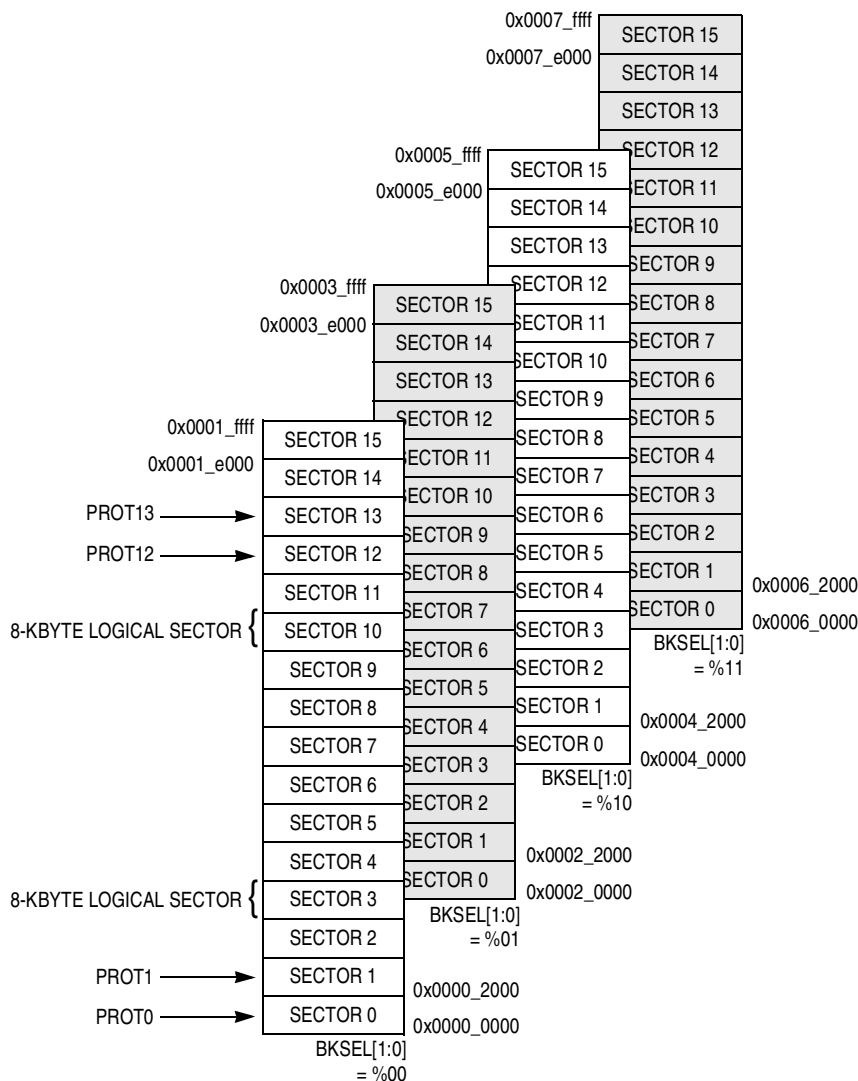 0x0007_ffff
0x0007_e000
SECTOR 15
SECTOR 14
SECTOR 13
SECTOR 12
SECTOR 11
SECTOR 10
SECTOR 9
SECTOR 8
SECTOR 7
SECTOR 6
SECTOR 5
SECTOR 4
SECTOR 3
SECTOR 2
SECTOR 1
SECTOR 0
0x0006_2000
0x0006_0000
BKSEL[1:0]
= %11
0x0005_ffff
0x0005_e000
SECTOR 15
SECTOR 14
SECTOR 13
SECTOR 12
SECTOR 11
SECTOR 10
SECTOR 9
SECTOR 8
SECTOR 7
SECTOR 6
SECTOR 5
SECTOR 4
SECTOR 3
SECTOR 2
SECTOR 1
SECTOR 0
0x0004_2000
0x0004_0000
BKSEL[1:0]
= %10
0x0003_ffff
0x0003_e000
SECTOR 15
SECTOR 14
SECTOR 13
SECTOR 12
SECTOR 11
SECTOR 10
SECTOR 9
SECTOR 8
SECTOR 7
SECTOR 6
SECTOR 5
SECTOR 4
SECTOR 3
SECTOR 2
SECTOR 1
SECTOR 0
0x0002_2000
0x0002_0000
BKSEL[1:0]
= %01
0x0001_ffff
0x0001_e000
PROT13
PROT12
8-KBYTE LOGICAL SECTOR {
8-KBYTE LOGICAL SECTOR {
PROT1
PROT0
SECTOR 15
SECTOR 14
SECTOR 13
SECTOR 12
SECTOR 11
SECTOR 10
SECTOR 9
SECTOR 8
SECTOR 7
SECTOR 6
SECTOR 5
SECTOR 4
SECTOR 3
SECTOR 2
SECTOR 1
SECTOR 0
0x0000_2000
0x0000_0000
BKSEL[1:0]
= %00